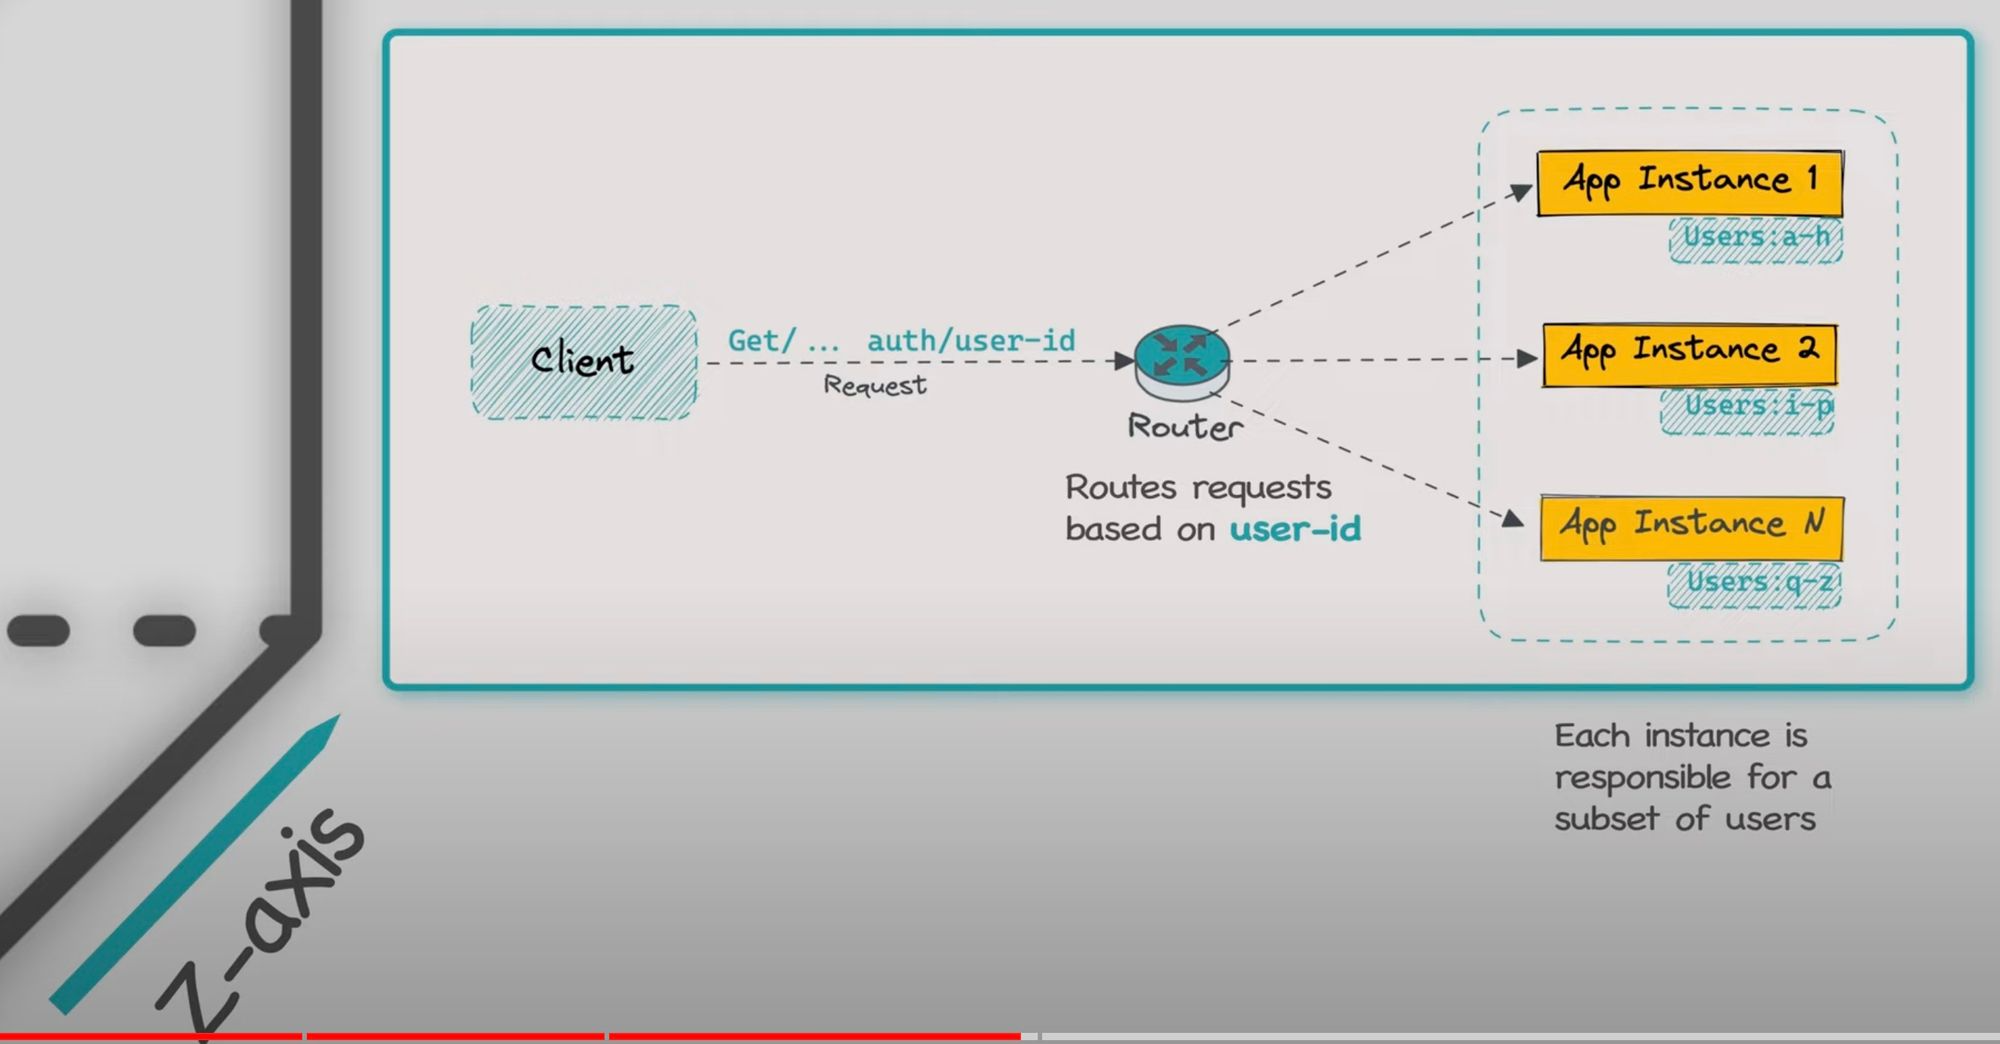 App Instance 1
Users:a-h
Client
Get/ ... auth/user-id
Request
App Instance 2
Users:i-p
Router
Routes requests
based on user-id
App Instance N
Users:q-z
Each instance is
responsible for a
subset of users
Z-axis